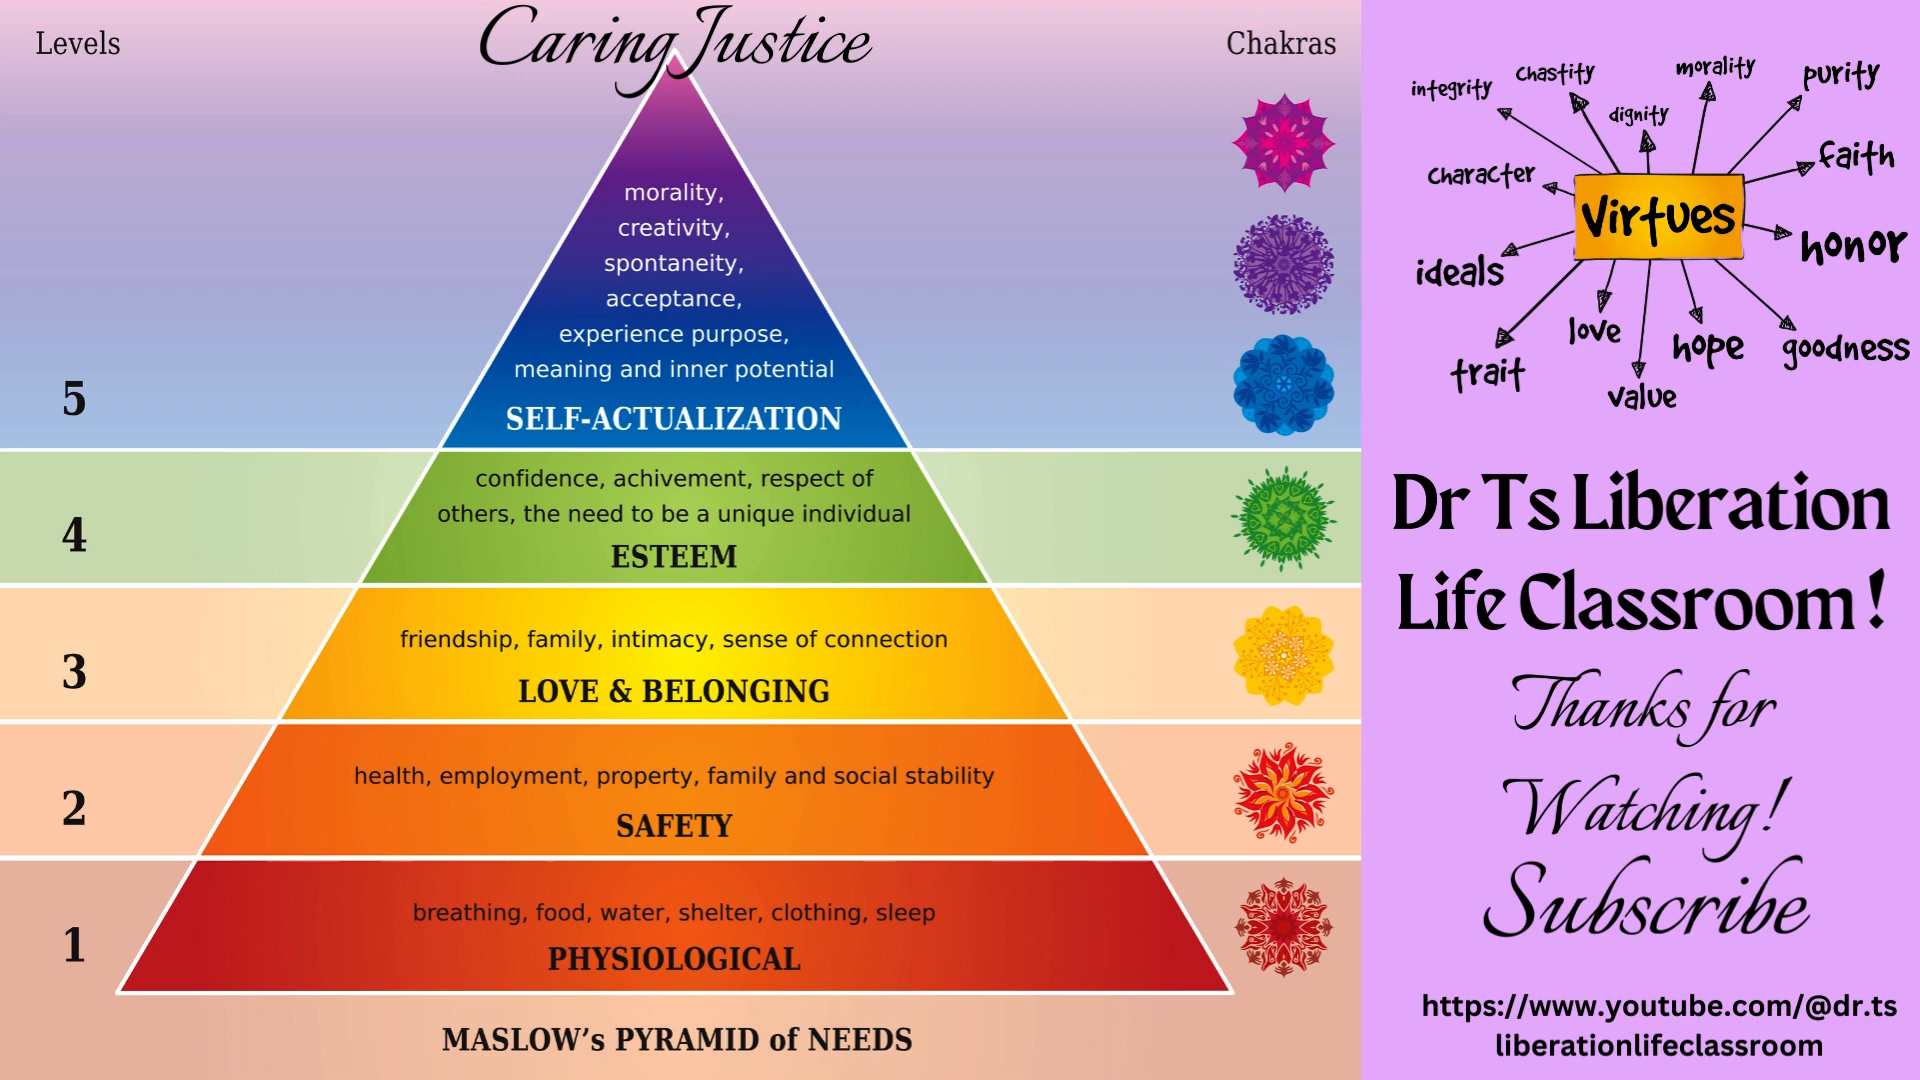 Levels
Caring Justice
Chakras
morality,
creativity,
spontaneity,
acceptance,
experience purpose,
meaning and inner potential
5
SELF-ACTUALIZATION
confidence, achivement, respect of
others, the need to be a unique individual
4
ESTEEM
friendship, family, intimacy, sense of connection
3
LOVE & BELONGING
health, employment, property, family and social stability
2
SAFETY
breathing, food, water, shelter, clothing, sleep
1
PHYSIOLOGICAL
MASLOW's PYRAMID of NEEDS
integrity
Chastity
dignity
morality
purity
character
faith
Virtues
ideals
honor
trait
love
value
hope
goodness
Dr Ts Liberation
Life Classroom!
Thanks for
Watching!
Subscribe
https://www.youtube.com/@dr.ts
liberationlifeclassroom